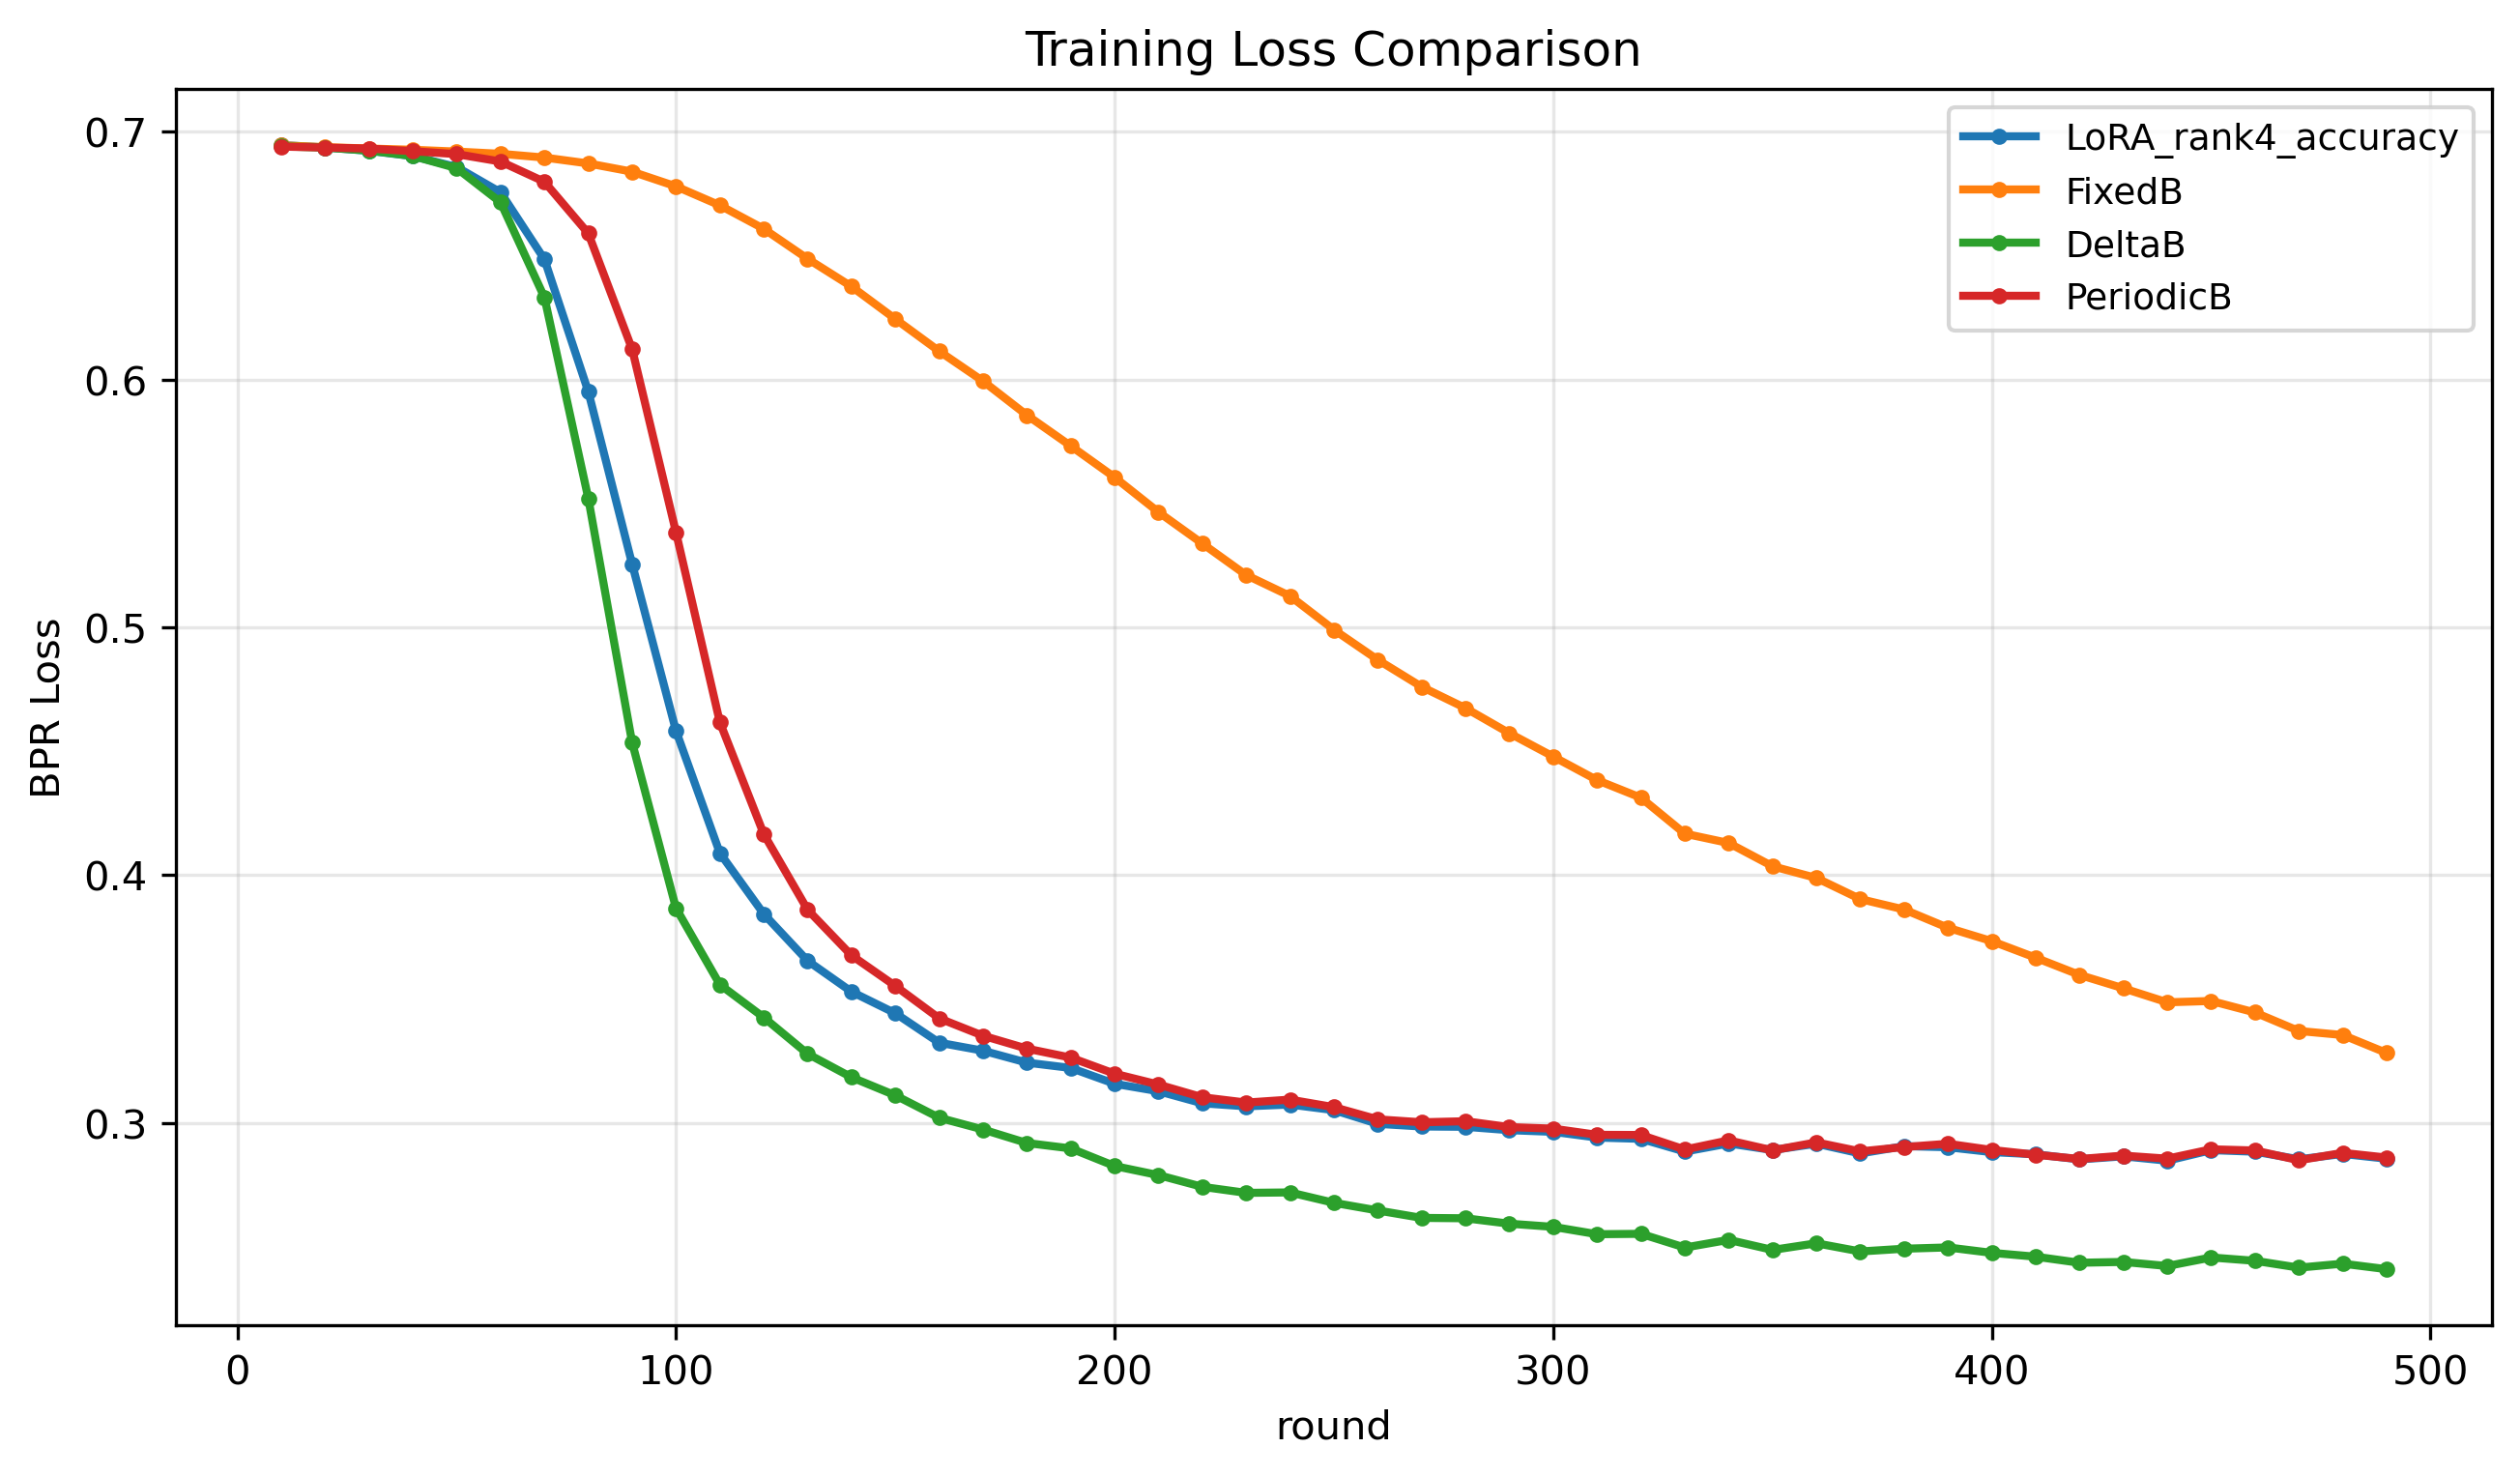 Training Loss Comparison
LoRA_rank4_accuracy
FixedB
DeltaB
PeriodicB
BPR Loss
0.7
0.6
0.5
0.4
0.3
0 100 200 300 400 500
round